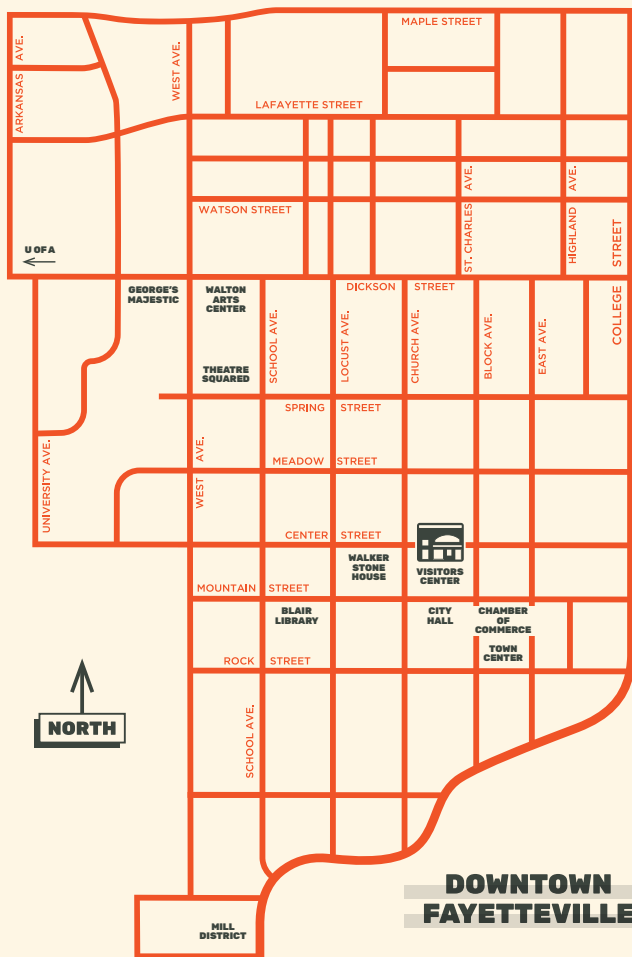 MAPLE STREET
ARKANSAS AVE.
WEST AVE.
LAFAYETTE STREET
WATSON STREET
ST. CHARLES AVE.
HIGHLAND AVE.
COLLEGE STREET
U OF A
GEORGE'S
MAJESTIC
WALTON
ARTS
CENTER
DICKSON STREET
SCHOOL AVE.
LOCUST AVE.
CHURCH AVE.
BLOCK AVE.
EAST AVE.
THEATRE
SQUARED
SPRING STREET
UNIVERSITY AVE.
WEST AVE.
MEADOW STREET
CENTER STREET
WALKER
STONE
HOUSE
VISITORS
CENTER
MOUNTAIN STREET
BLAIR
LIBRARY
CITY
HALL
CHAMBER
OF
COMMERCE
TOWN
CENTER
ROCK STREET
NORTH
SCHOOL AVE.
DOWNTOWN
FAYETTEVILLE
MILL
DISTRICT